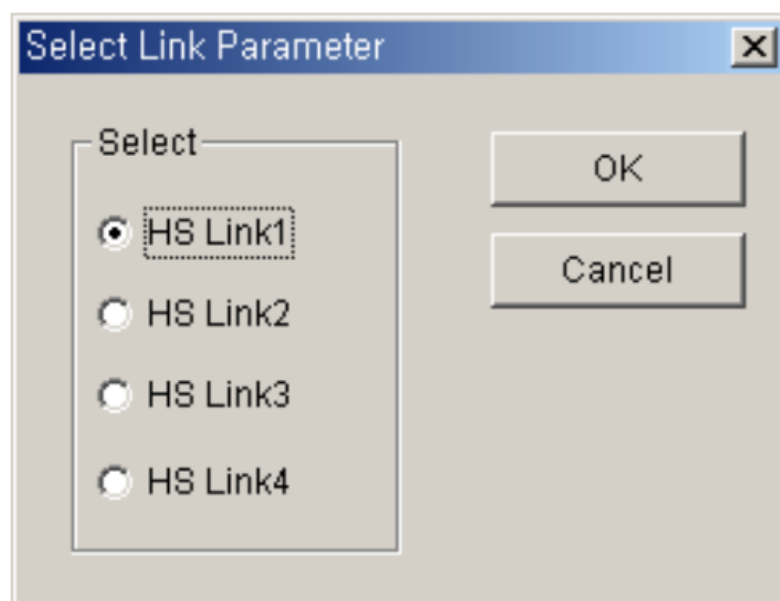 Select Link Parameter
Select
HS Link1
HS Link2
HS Link3
HS Link4
OK
Cancel